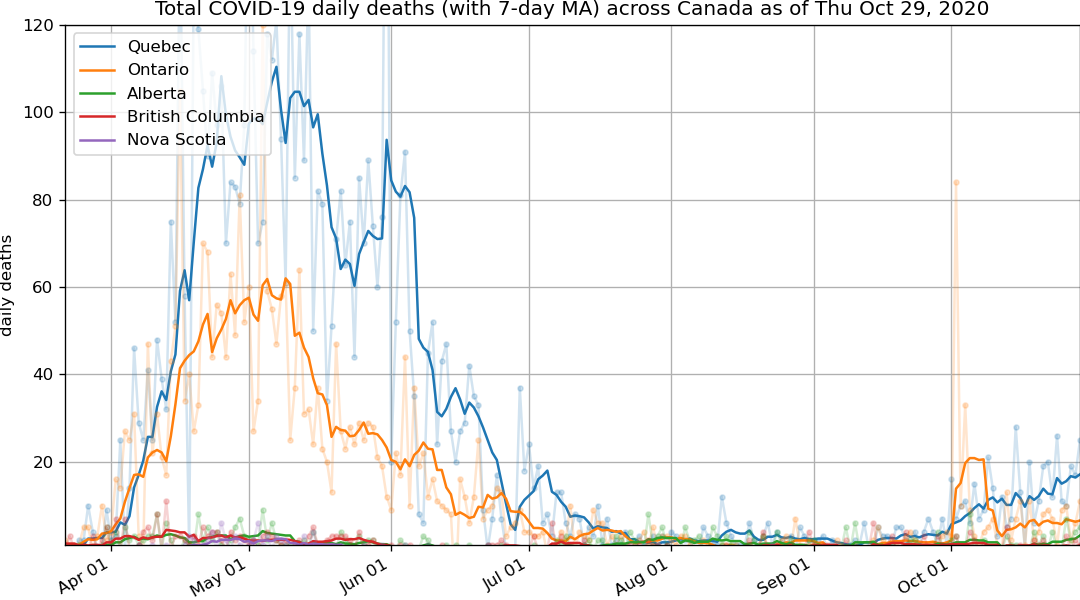 Total COVID-19 daily deaths (with 7-day MA) across Canada as of Thu Oct 29, 2020
120
100
80
60
40
20
daily deaths
Quebec
Ontario
Alberta
British Columbia
Nova Scotia
Apr 01
May 01
Jun 01
Jul 01
Aug 01
Sep 01
Oct 01